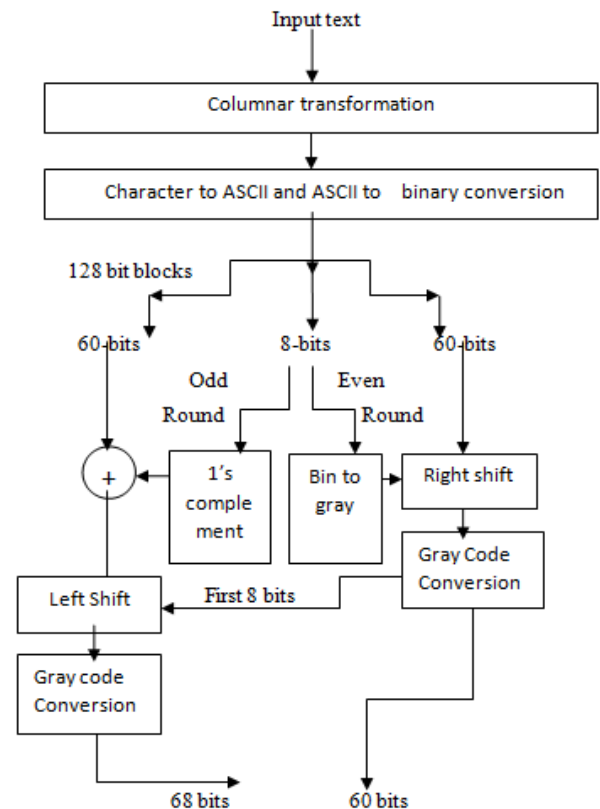 Input text
Columnar transformation
Character to ASCII and ASCII to binary conversion
128 bit blocks
60-bits
8-bits
60-bits
Odd
Round
Even
Round
+
1's
comple
ment
Bin to
gray
Right shift
Gray Code
Conversion
First 8 bits
Left Shift
Gray code
Conversion
68 bits
60 bits